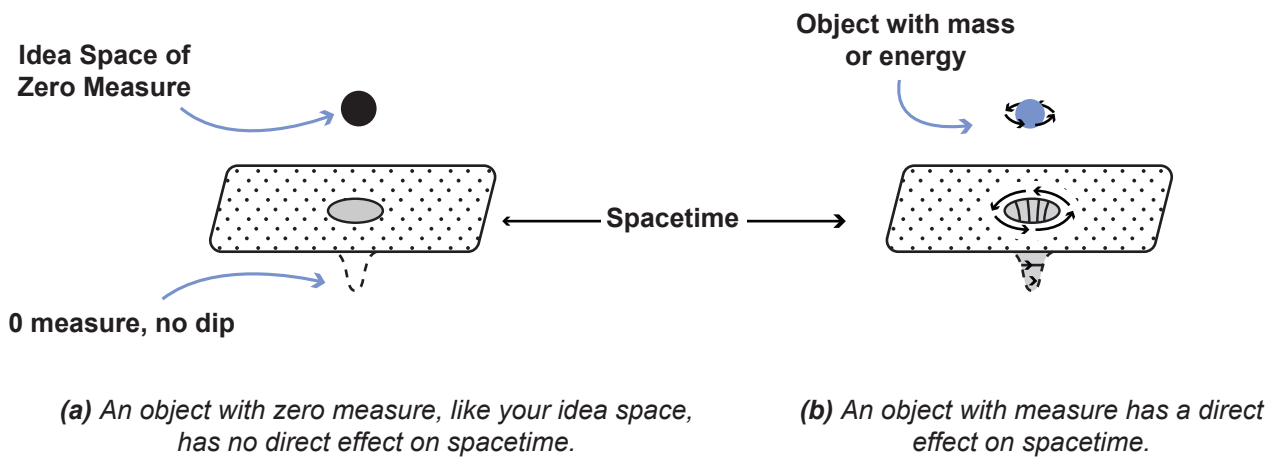 Idea Space of
Zero Measure
Object with mass
or energy
Spacetime
0 measure, no dip
(a) An object with zero measure, like your idea space,
has no direct effect on spacetime.
(b) An object with measure has a direct
effect on spacetime.